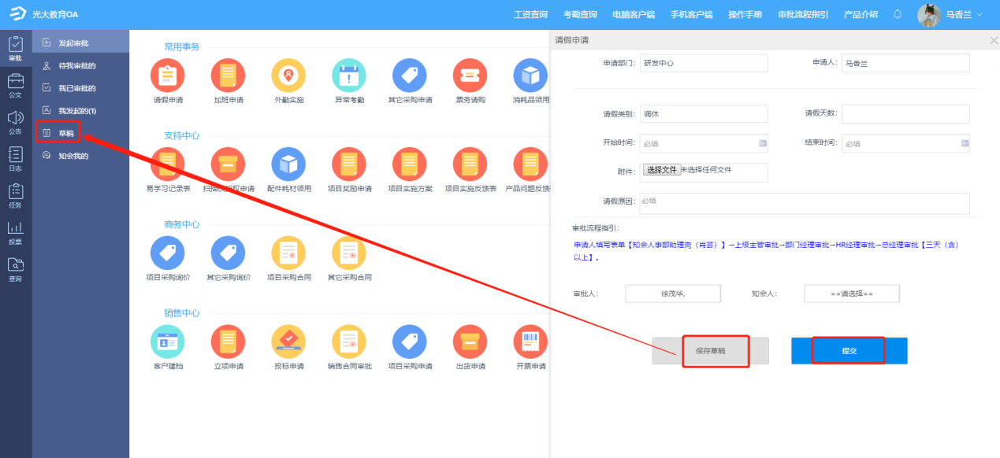 光大教育OA
工资查询 考勤查询 电脑客户端 手机客户端 操作手册 审批流程指引 产品介绍 马香兰
审批
公文
公告
日志
任务
投票
查询
发起审批
待我审批的
我已审批的
我发起的(1)
草稿
知会我的
常用事务
请假申请 加班申请 外勤实施 异常考勤 其它采购申请 票务请购 消耗品领用
支持中心
易学习记录表 扫描仪授权申请 配件耗材领用 项目奖励申请 项目实施方案 项目实施反馈表 产品问题反馈
商务中心
项目采购询价 其它采购询价 项目采购合同 其它采购合同
销售中心
客户建档 立项申请 投标申请 销售合同审批 项目采购申请 出货申请 开票申请
请假申请
申请部门: 研发中心 申请人: 马香兰
请假类别: 调休 请假天数:
开始时间: 必填 结束时间: 必填
附件: 选择文件 未选择任何文件
请假原因: 必填
审批流程指引:
申请人填写表单【知会人事部助理岗（肖蓉）】→上级主管审批→部门经理审批→HR经理审批→总经理审批【三天（含）
以上】。
审批人: 徐茂华, 知会人: ==请选择==
保存草稿 提交